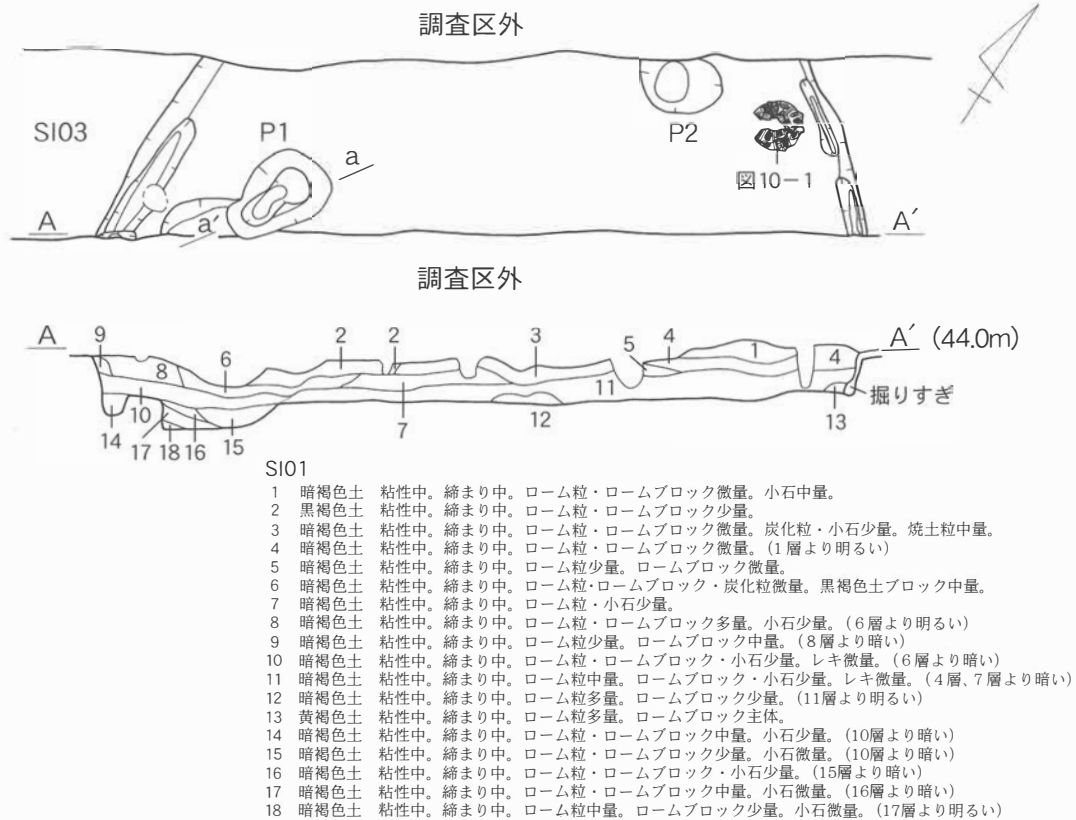 調査区外
SI03
P1
a
P2
図10-1
A
a′
A′
調査区外
A 9 2 2 3 5 4 1 A′ (44.0m)
6 8 11 4
掘りすぎ
14 10 17 18 16 15 7 12 13
SI01
1 暗褐色土 粘性中。締まり中。ローム粒・ロームブロック微量。小石中量。
2 黒褐色土 粘性中。締まり中。ローム粒・ロームブロック少量。
3 暗褐色土 粘性中。締まり中。ローム粒・ロームブロック微量。炭化粒・小石少量。焼土粒中量。
4 暗褐色土 粘性中。締まり中。ローム粒・ロームブロック微量。(1層より明るい)
5 暗褐色土 粘性中。締まり中。ローム粒少量。ロームブロック微量。
6 暗褐色土 粘性中。締まり中。ローム粒・ロームブロック・炭化粒微量。黒褐色土ブロック中量。
7 暗褐色土 粘性中。締まり中。ローム粒・小石少量。
8 暗褐色土 粘性中。締まり中。ローム粒・ロームブロック多量。小石少量。(6層より明るい)
9 暗褐色土 粘性中。締まり中。ローム粒少量。ロームブロック中量。(8層より暗い)
10 暗褐色土 粘性中。締まり中。ローム粒・ロームブロック・小石少量。レキ微量。(6層より暗い)
11 暗褐色土 粘性中。締まり中。ローム粒中量。ロームブロック・小石少量。レキ微量。(4層、7層より暗い)
12 暗褐色土 粘性中。締まり中。ローム粒多量。ロームブロック少量。(11層より明るい)
13 黄褐色土 粘性中。締まり中。ローム粒多量。ロームブロック主体。
14 暗褐色土 粘性中。締まり中。ローム粒・ロームブロック中量。小石少量。(10層より暗い)
15 暗褐色土 粘性中。締まり中。ローム粒・ロームブロック少量。小石微量。(10層より暗い)
16 暗褐色土 粘性中。締まり中。ローム粒・ロームブロック・小石少量。(15層より暗い)
17 暗褐色土 粘性中。締まり中。ローム粒・ロームブロック中量。小石微量。(16層より暗い)
18 暗褐色土 粘性中。締まり中。ローム粒中量。ロームブロック少量。小石微量。(17層より明るい)